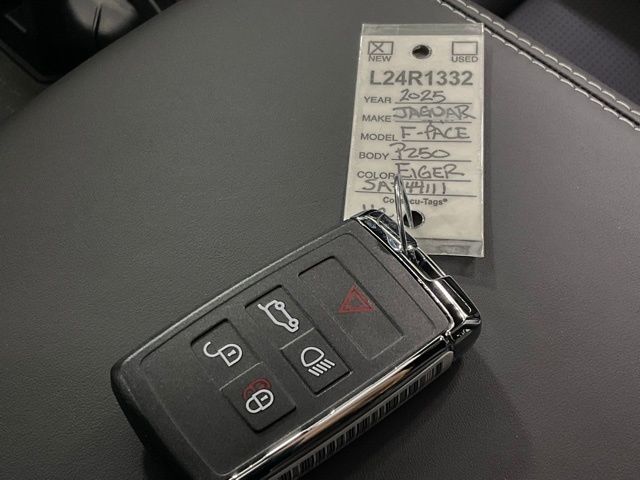 NEW USED
L24R1332
YEAR 2025
MAKE JAGUAR
MODEL F-PACE
BODY P250
COLOR EIGER